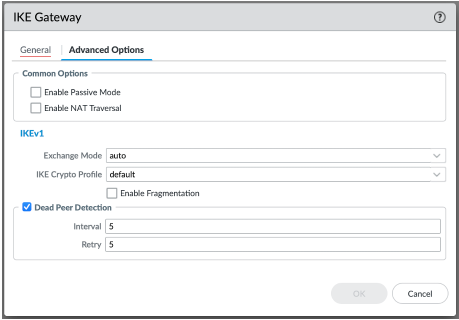 IKE Gateway
General
Advanced Options
Common Options
Enable Passive Mode
Enable NAT Traversal
IKEv1
Exchange Mode auto
IKE Crypto Profile default
Enable Fragmentation
Dead Peer Detection
Interval 5
Retry 5
OK
Cancel